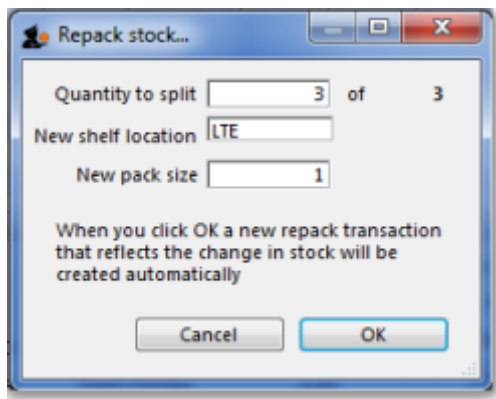 Repack stock...
Quantity to split 3 of 3
New shelf location LTE
New pack size 1
When you click OK a new repack transaction
that reflects the change in stock will be
created automatically
Cancel OK